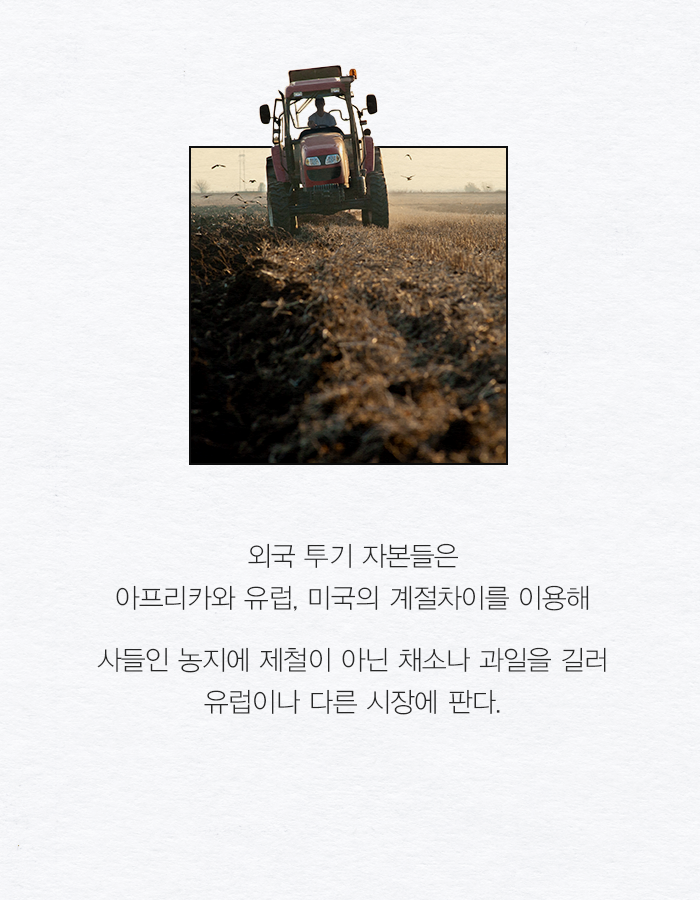 외국 투기 자본들은
아프리카와 유럽, 미국의 계절차이를 이용해
사들인 농지에 제철이 아닌 채소나 과일을 길러
유럽이나 다른 시장에 판다.